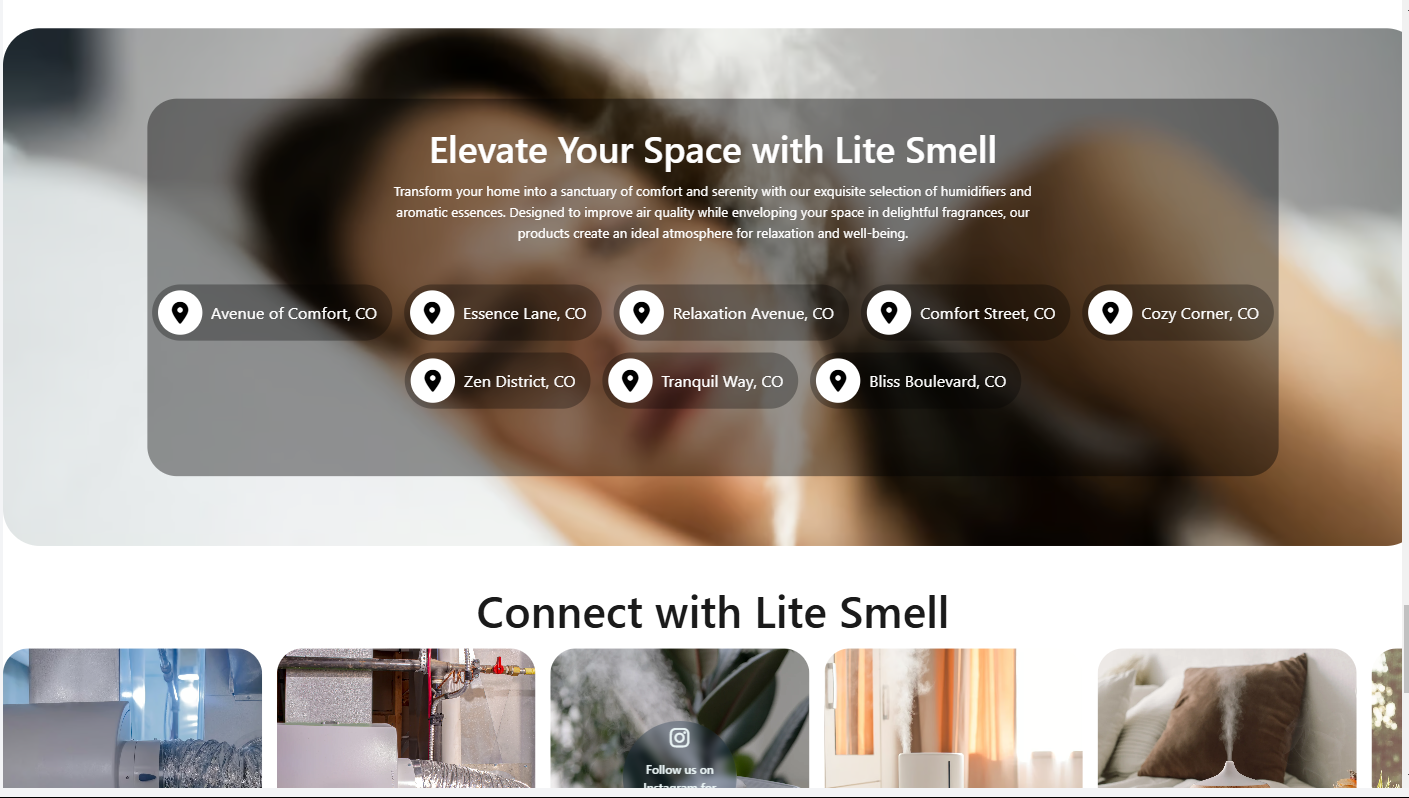 Elevate Your Space with Lite Smell
Transform your home into a sanctuary of comfort and serenity with our exquisite selection of humidifiers and
aromatic essences. Designed to improve air quality while enveloping your space in delightful fragrances, our
products create an ideal atmosphere for relaxation and well-being.
Avenue of Comfort, CO
Essence Lane, CO
Relaxation Avenue, CO
Comfort Street, CO
Cozy Corner, CO
Zen District, CO
Tranquil Way, CO
Bliss Boulevard, CO
Connect with Lite Smell
Follow us on
Instagram for